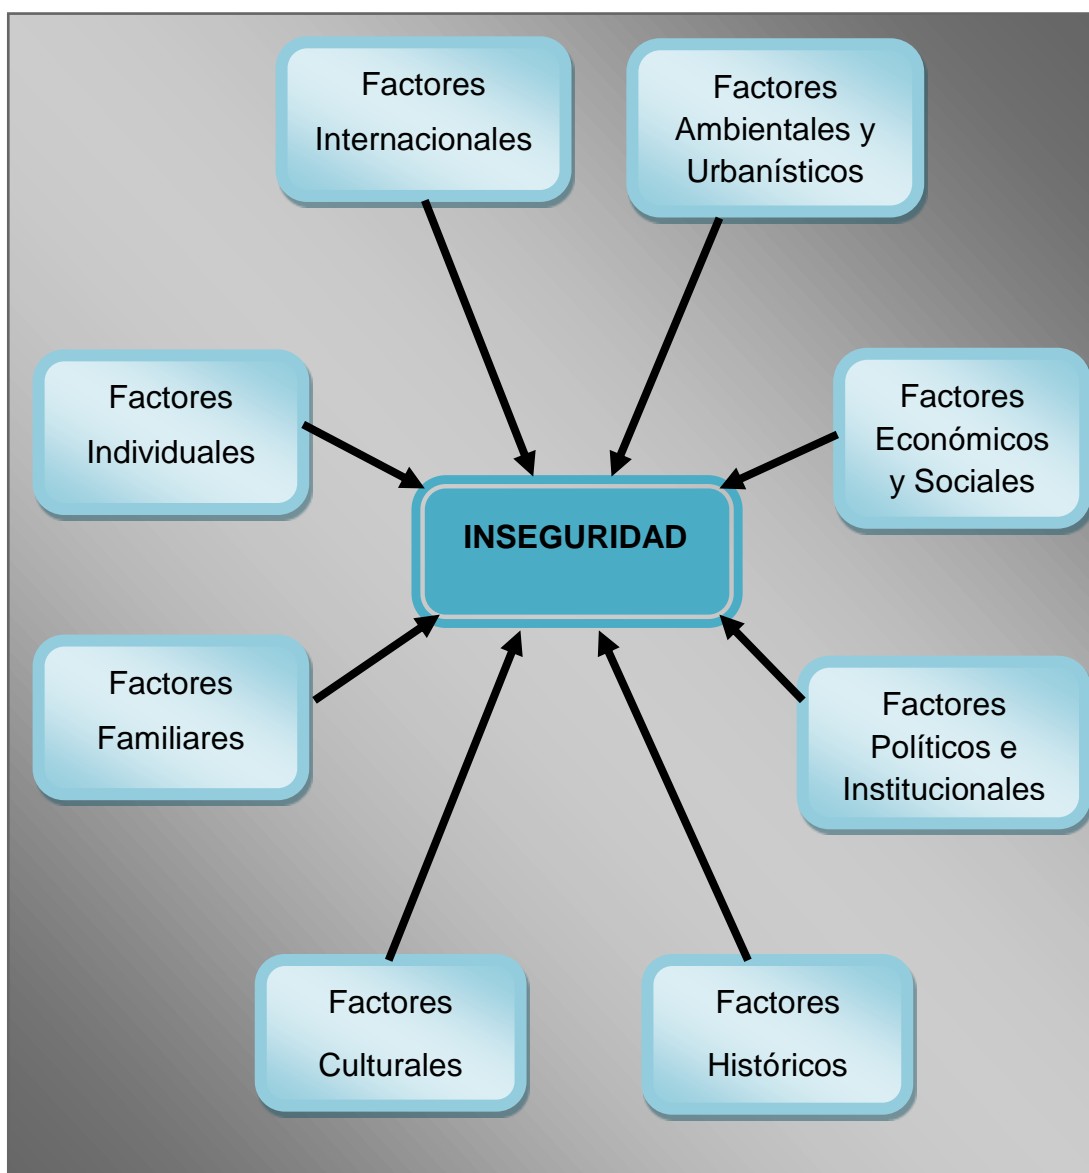 Factores
Internacionales
Factores
Ambientales y
Urbanísticos
Factores
Individuales
Factores
Económicos
y Sociales
INSEGURIDAD
Factores
Familiares
Factores
Políticos e
Institucionales
Factores
Culturales
Factores
Históricos